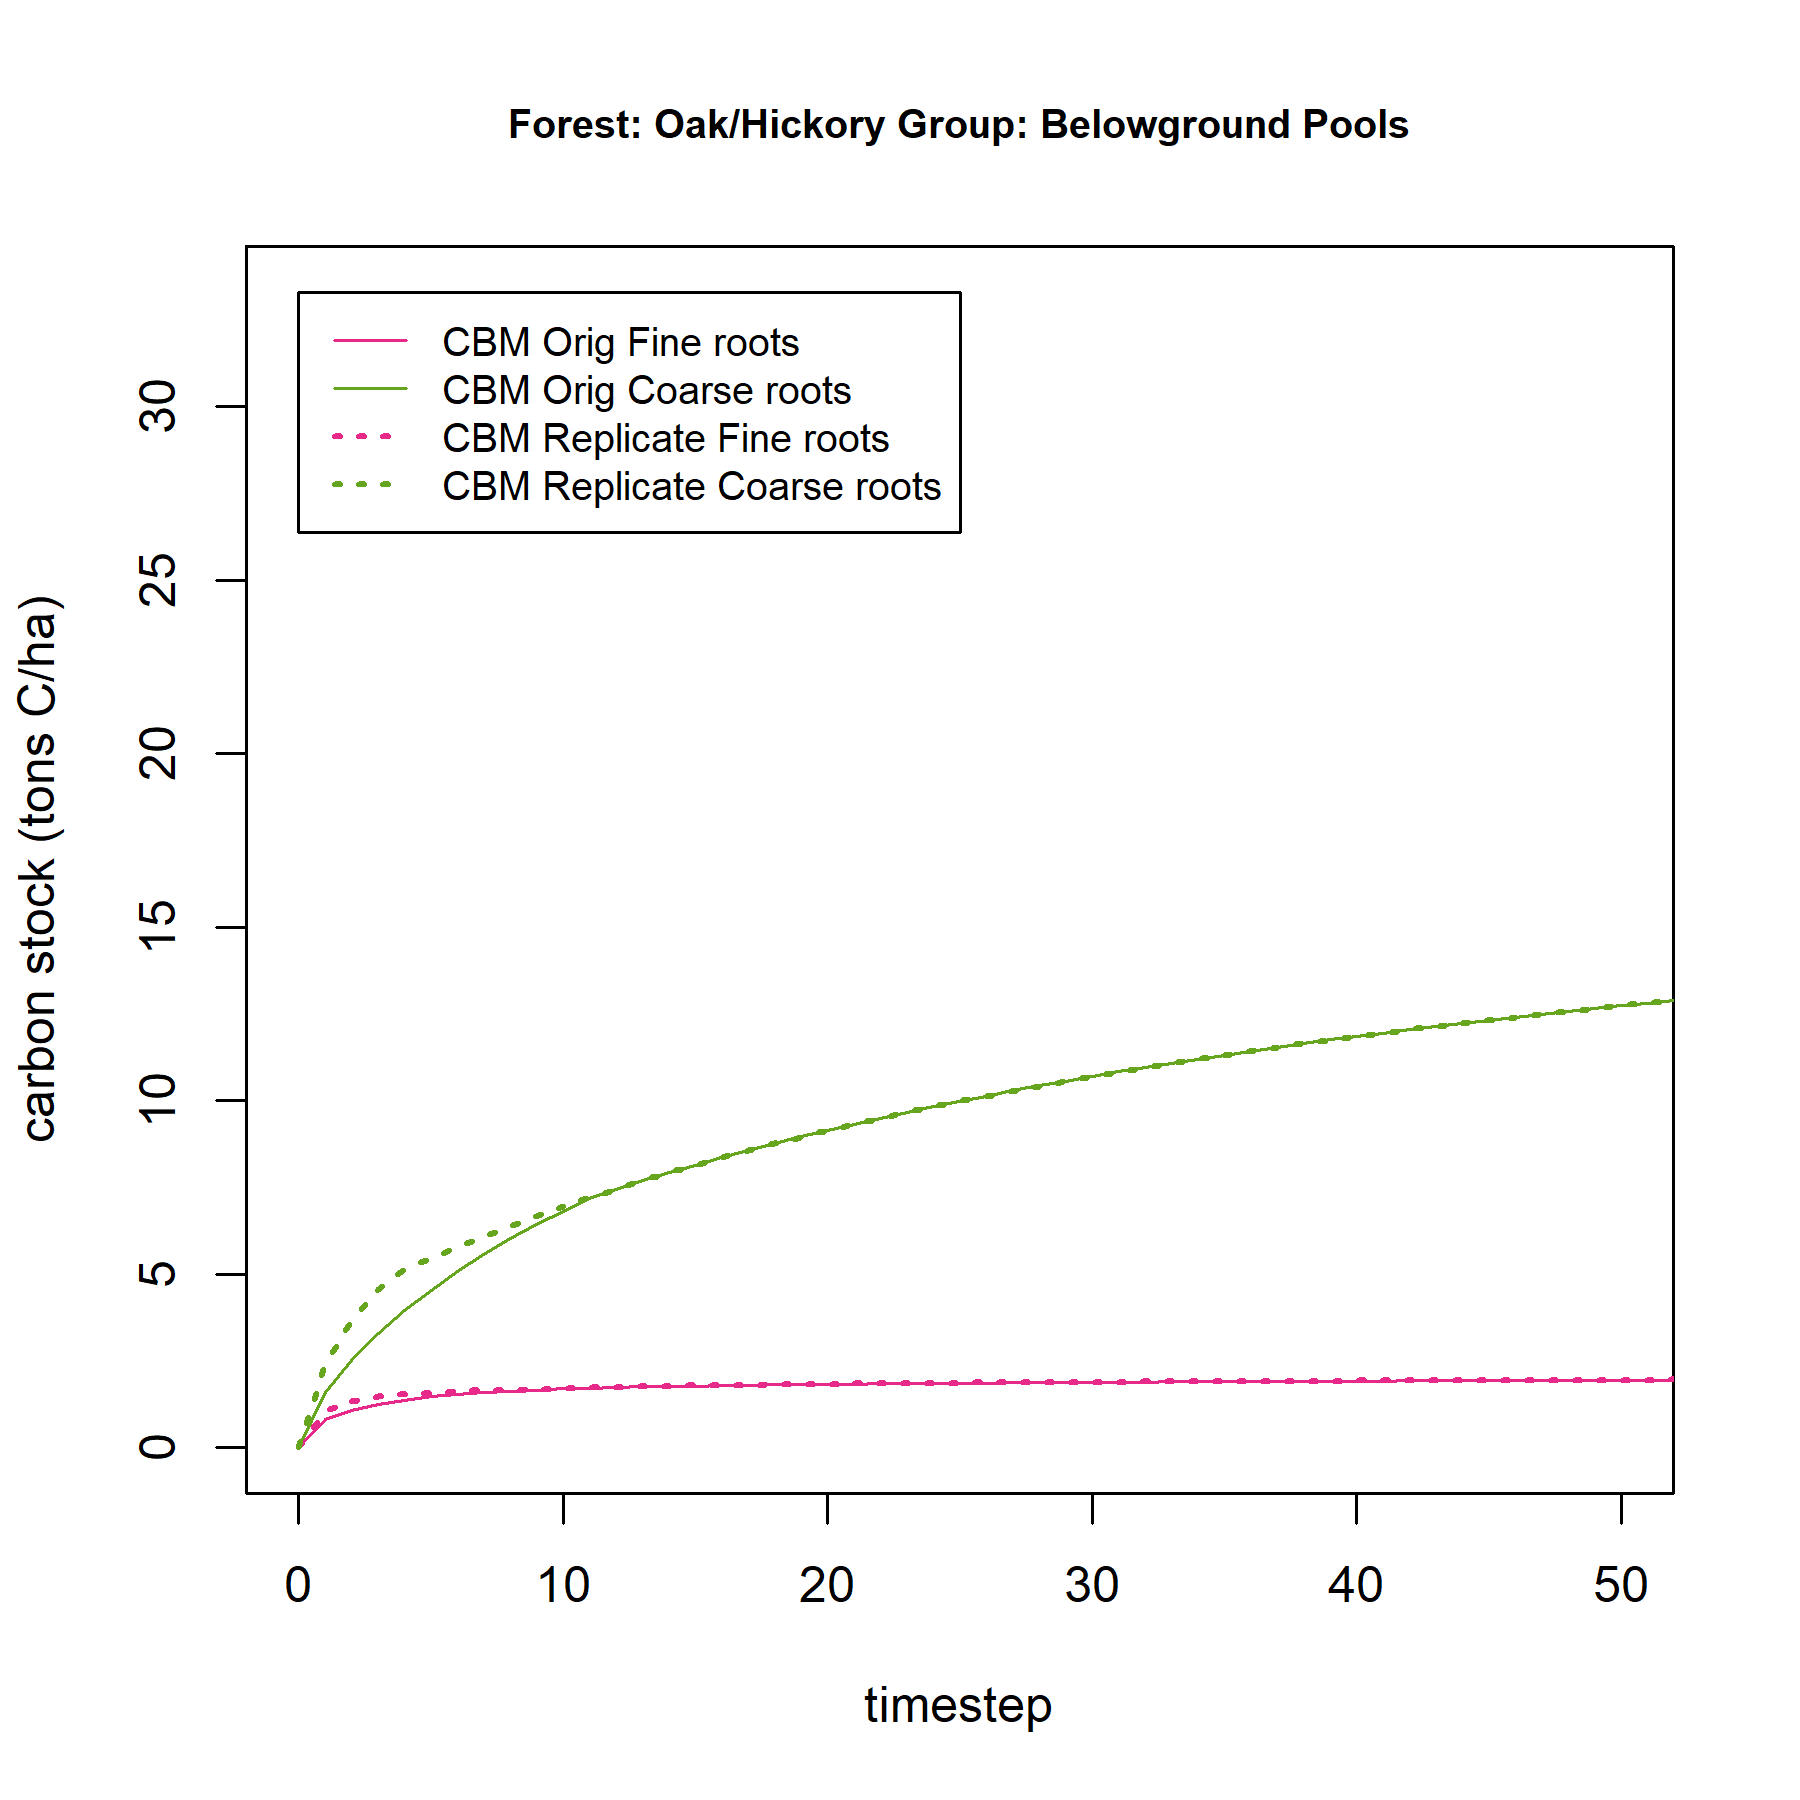 Forest: Oak/Hickory Group: Belowground Pools
CBM Orig Fine roots
CBM Orig Coarse roots
CBM Replicate Fine roots
CBM Replicate Coarse roots
carbon stock (tons C/ha)
30
25
20
15
10
5
0
0 10 20 30 40 50
timestep